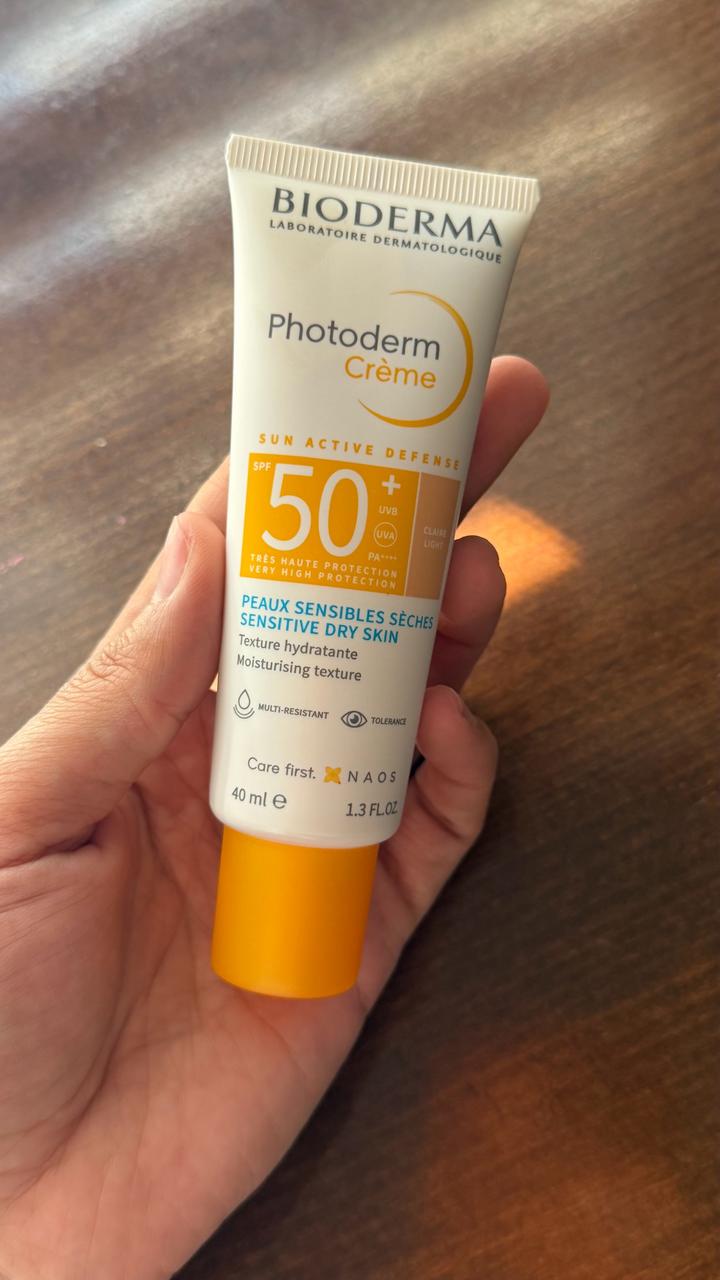 BIODERMA
LABORATOIRE DERMATOLOGIQUE
Photoderm
Crème
SUN ACTIVE DEFENSE
SPF 50+
UVB
UVA
PA++++
CLAIRE
LIGHT
TRÈS HAUTE PROTECTION
VERY HIGH PROTECTION
PEAUX SENSIBLES SÈCHES
SENSITIVE DRY SKIN
Texture hydratante
Moisturising texture
MULTI-RESISTANT TOLERANCE
Care first. NAOS
40 ml ℮ 1.3 FL.OZ.